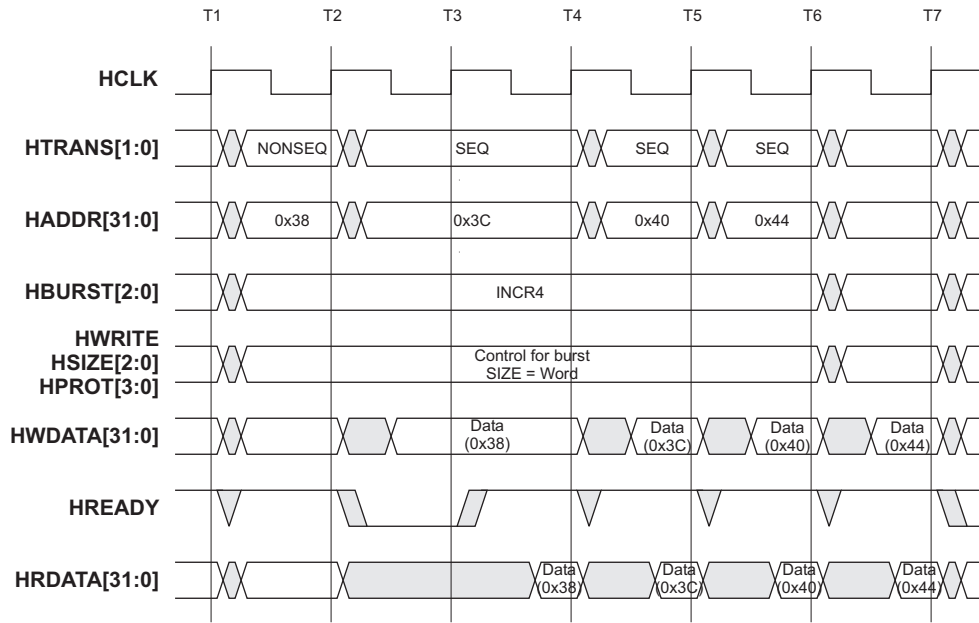 T1 T2 T3 T4 T5 T6 T7
HCLK
HTRANS[1:0] NONSEQ SEQ SEQ SEQ
HADDR[31:0] 0x38 0x3C 0x40 0x44
HBURST[2:0] INCR4
HWRITE
HSIZE[2:0]
HPROT[3:0]
Control for burst
SIZE = Word
HWDATA[31:0]
Data
(0x38)
Data
(0x3C)
Data
(0x40)
Data
(0x44)
HREADY
HRDATA[31:0]
Data
(0x38)
Data
(0x3C)
Data
(0x40)
Data
(0x44)